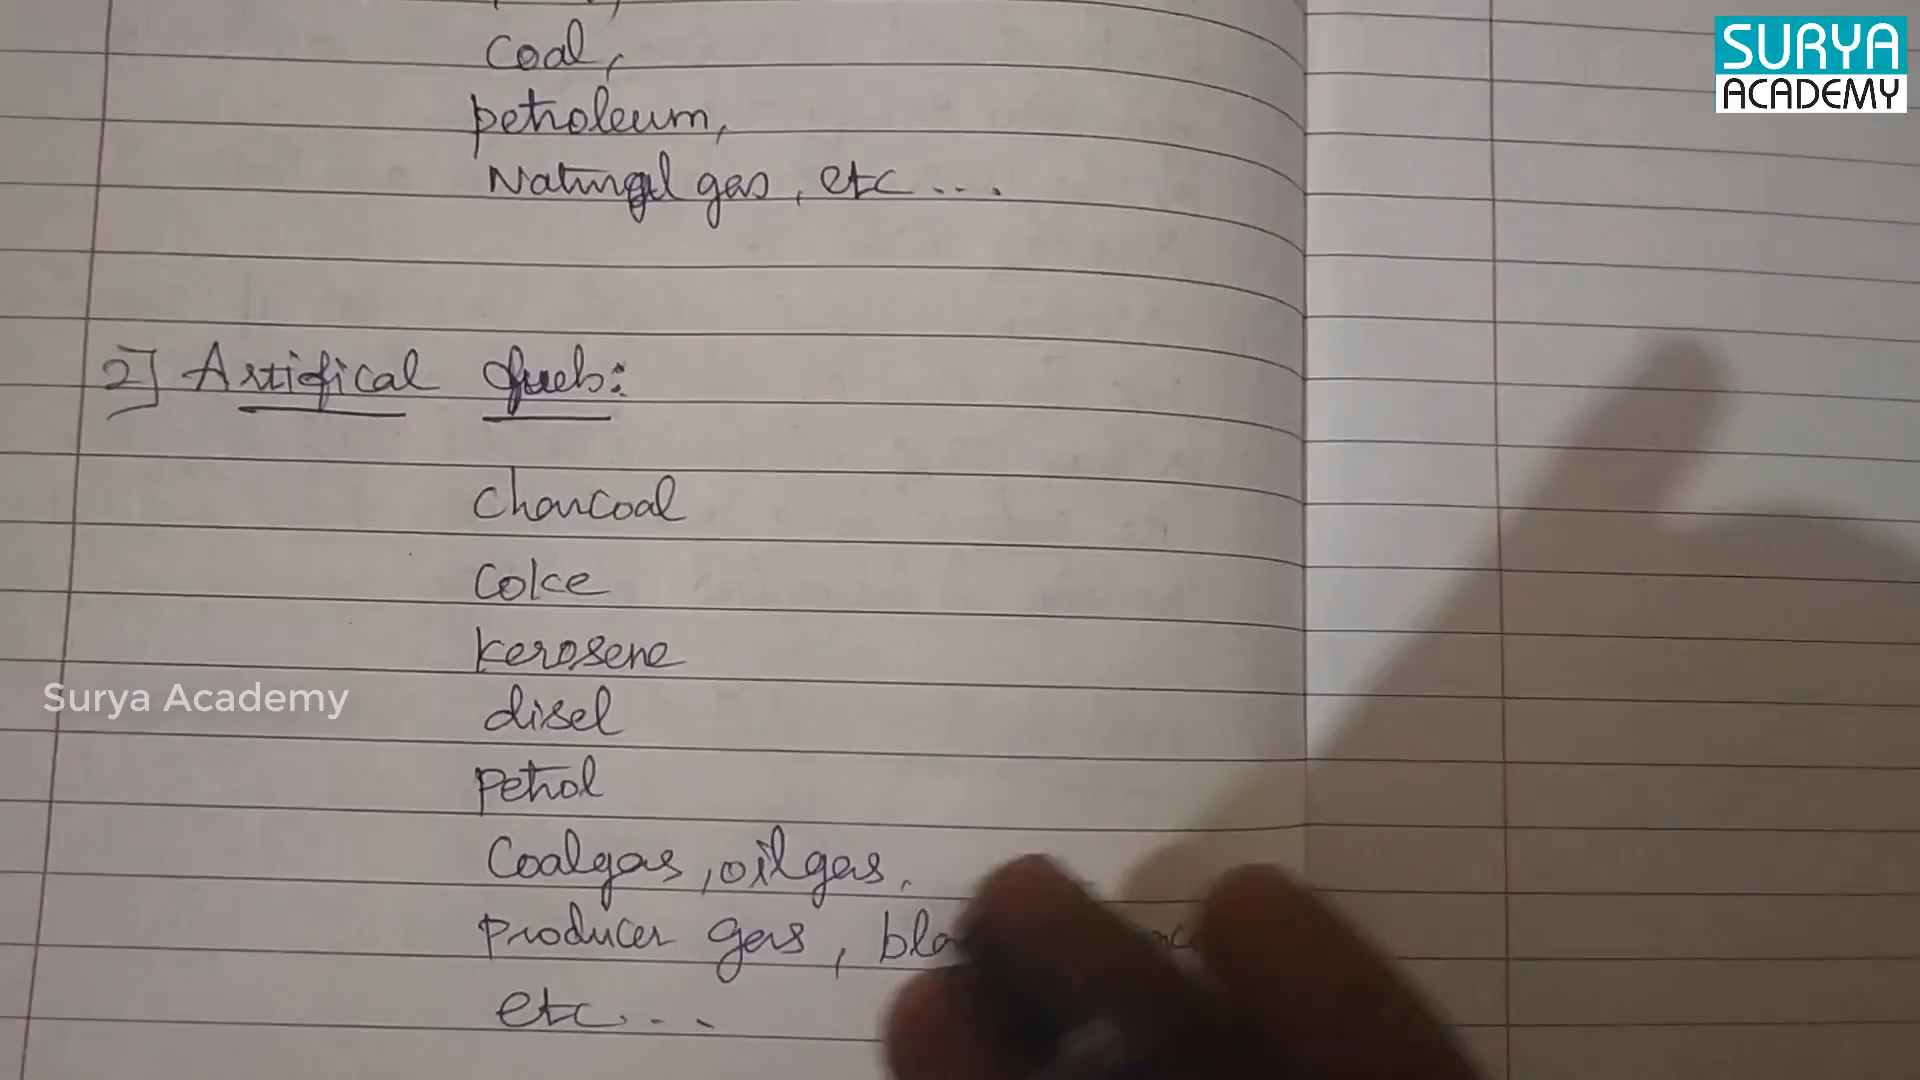 SURYA
ACADEMY
Coal,
petroleum,
Natural gas, etc ...
2] Artifical fuels:
charcoal
Coke
kerosene
Surya Academy
disel
petrol
Coalgas, oilgas,
producer gas,
etc...